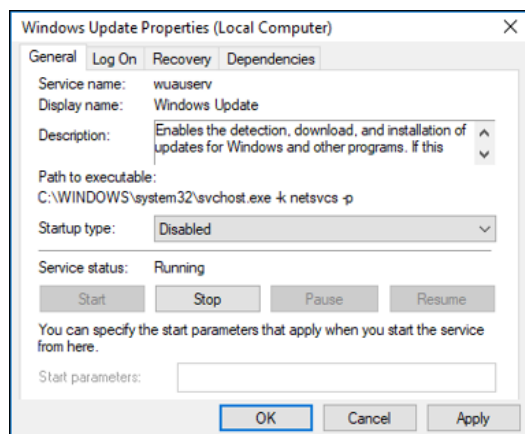 Windows Update Properties (Local Computer)
General Log On Recovery Dependencies
Service name: wuauserv
Display name: Windows Update
Description: Enables the detection, download, and installation of
updates for Windows and other programs. If this
Path to executable:
C:\WINDOWS\system32\svchost.exe -k netsvcs -p
Startup type: Disabled
Service status: Running
Start Stop Pause Resume
You can specify the start parameters that apply when you start the service
from here.
Start parameters:
OK Cancel Apply